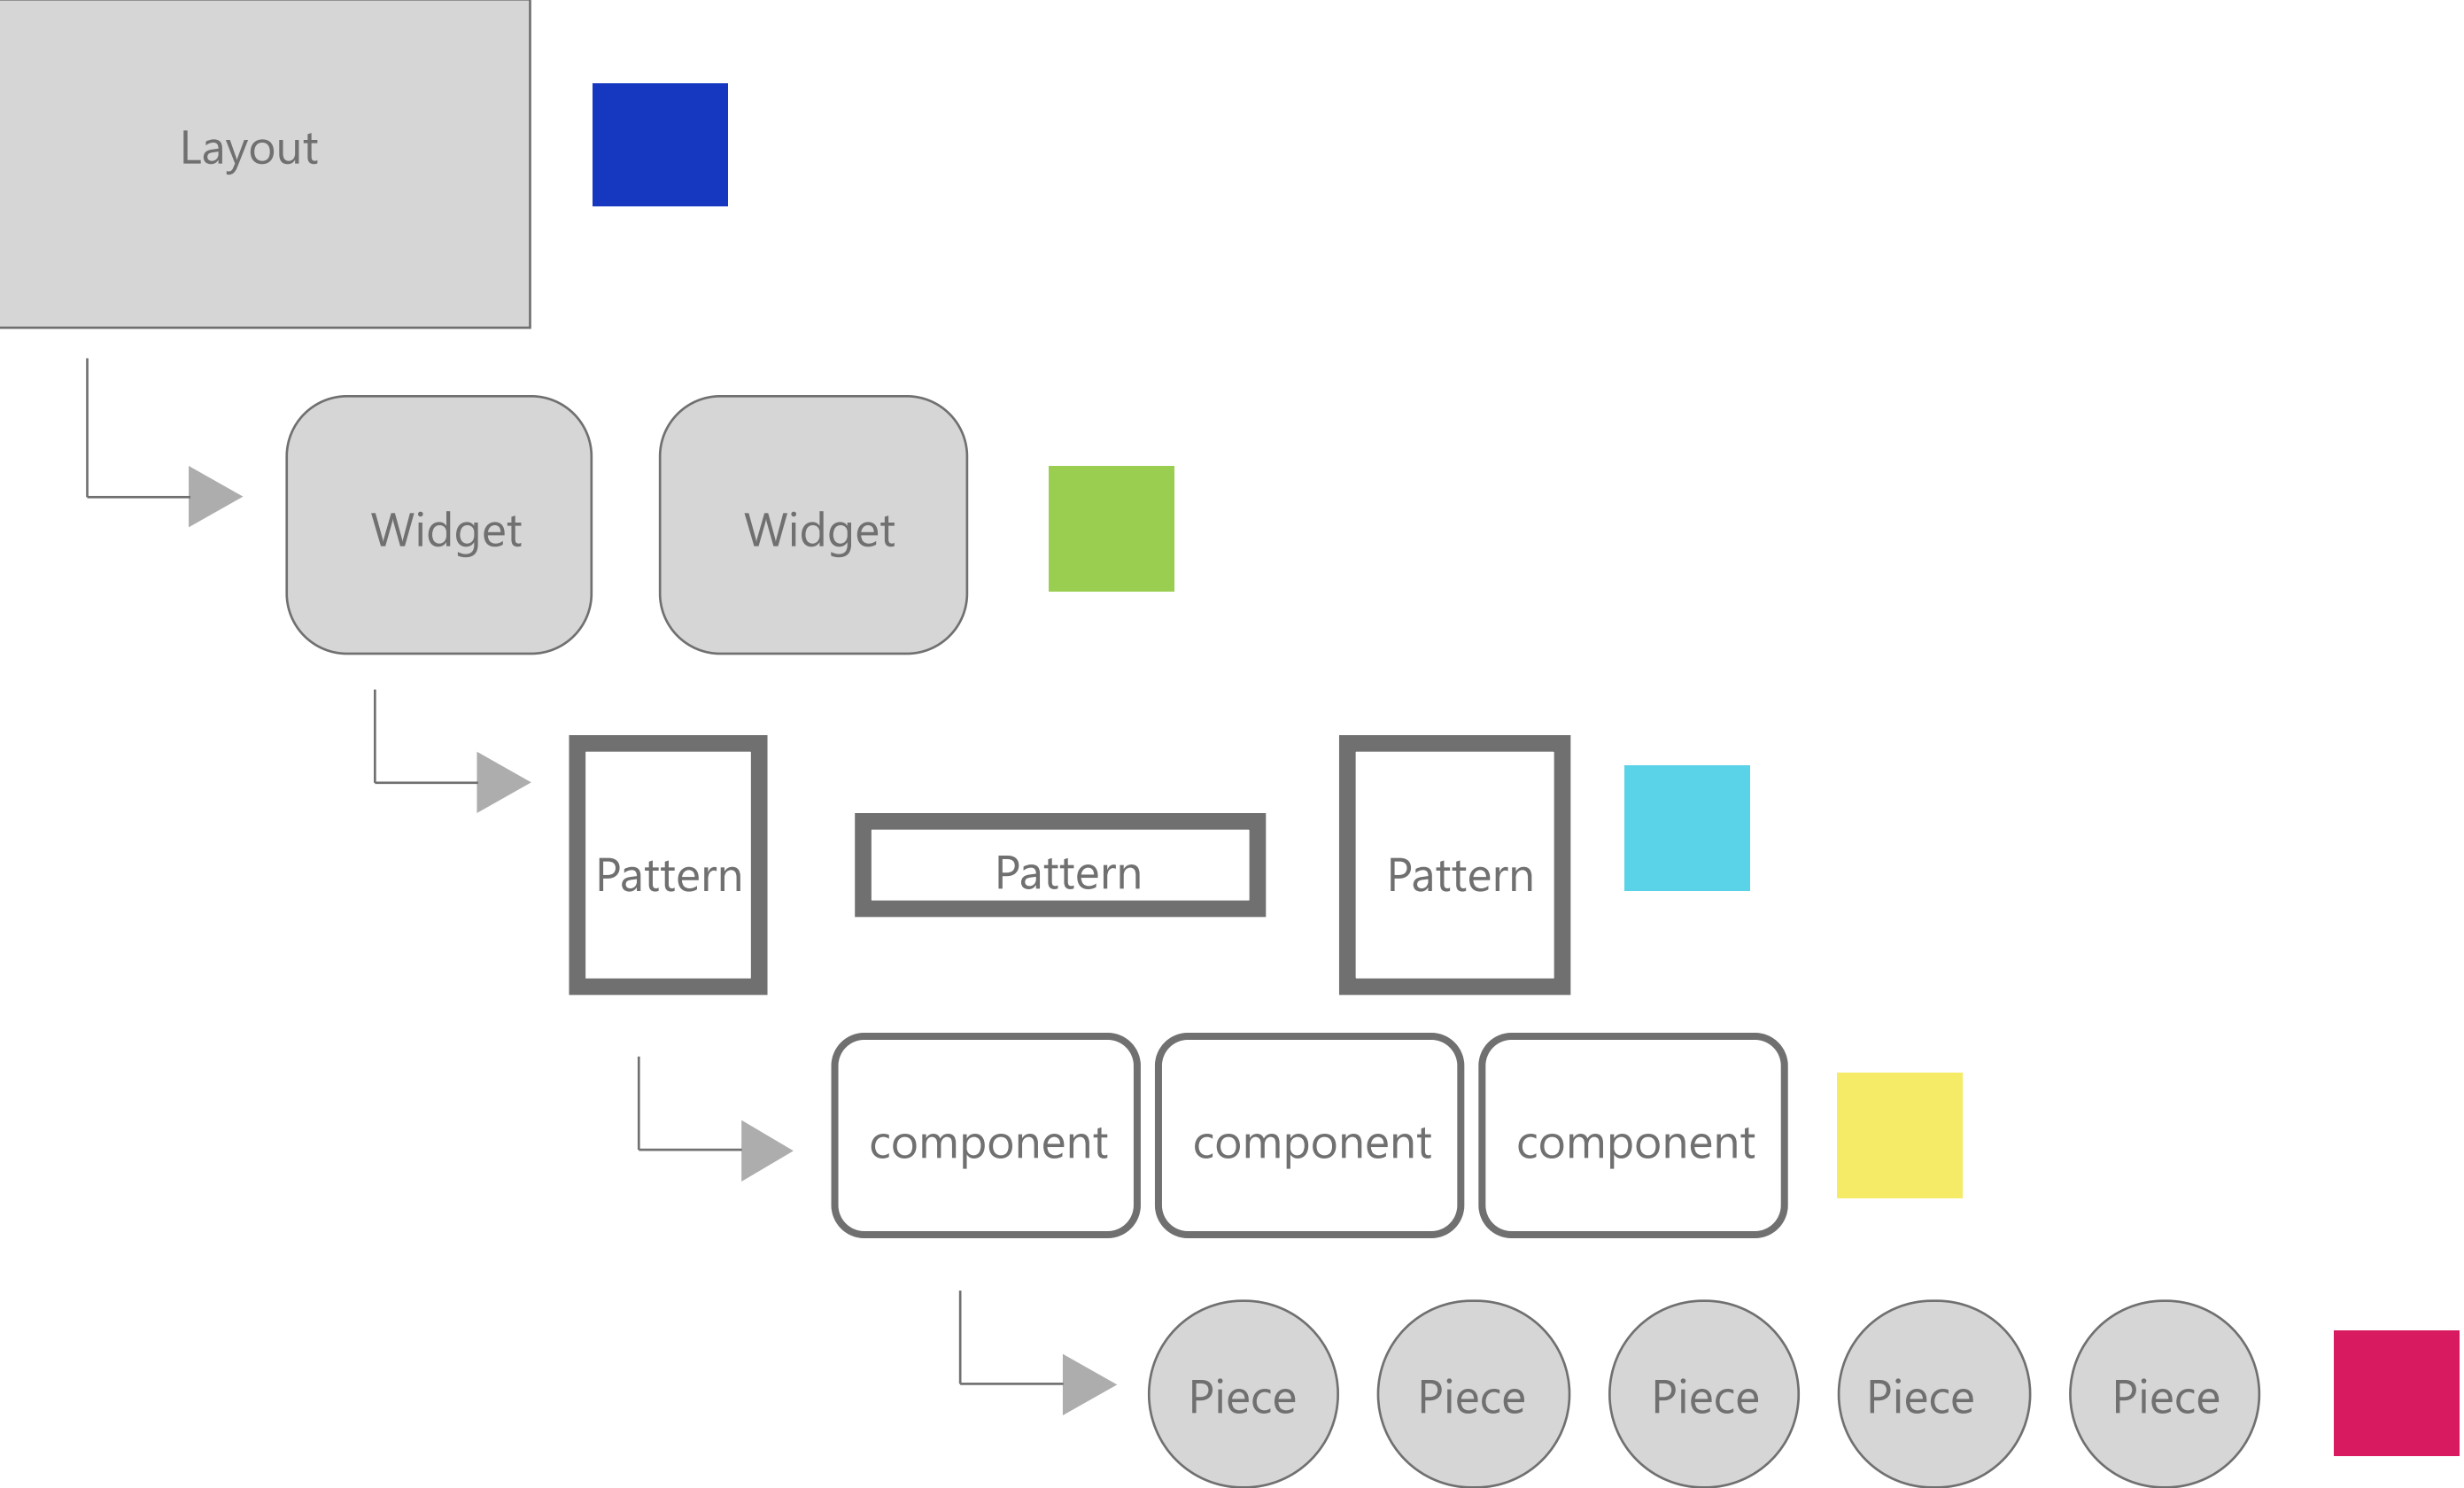 Layout
Widget Widget
Pattern Pattern Pattern
component component component
Piece Piece Piece Piece Piece